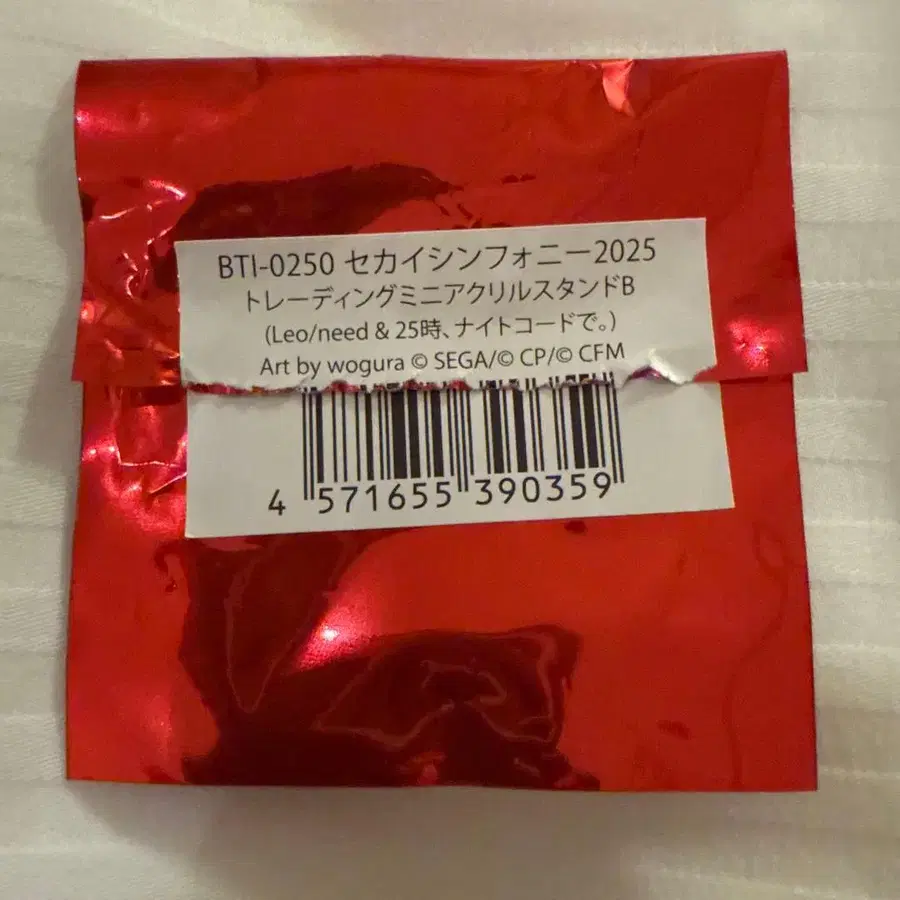 BTI-0250 セカイシンフォニー2025
トレーディングミニアクリルスタンドB
(Leo/need & 25時、ナイトコードで。)
Art by wogura © SEGA/© CP/© CFM
4 571655 390359